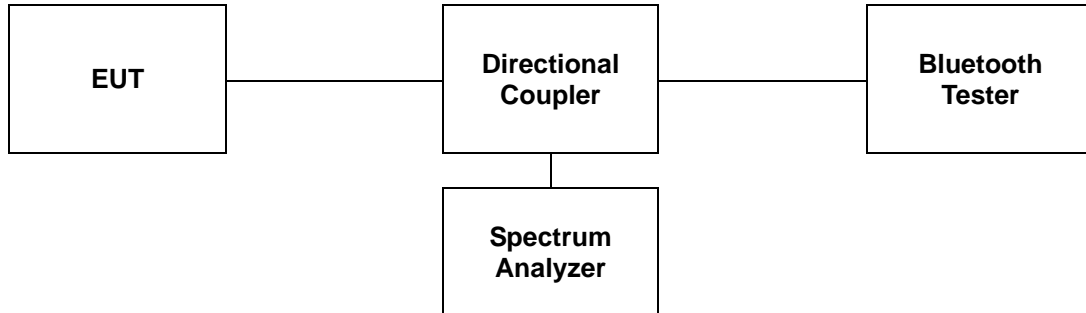 EUT
Directional
Coupler
Bluetooth
Tester
Spectrum
Analyzer